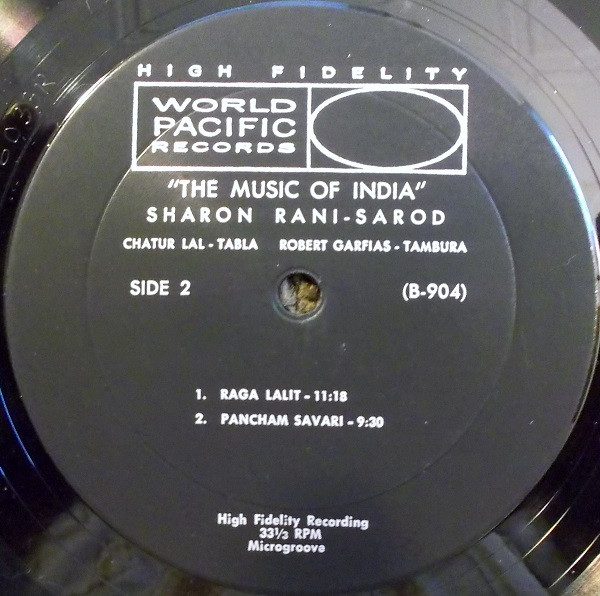 HIGH FIDELITY
WORLD
PACIFIC
RECORDS
"THE MUSIC OF INDIA"
SHARON RANI-SAROD
CHATUR LAL - TABLA ROBERT GARFIAS - TAMBURA
SIDE 2 (B-904)
1. RAGA LALIT - 11:18
2. PANCHAM SAVARI - 9:30
High Fidelity Recording
33⅓ RPM
Microgroove